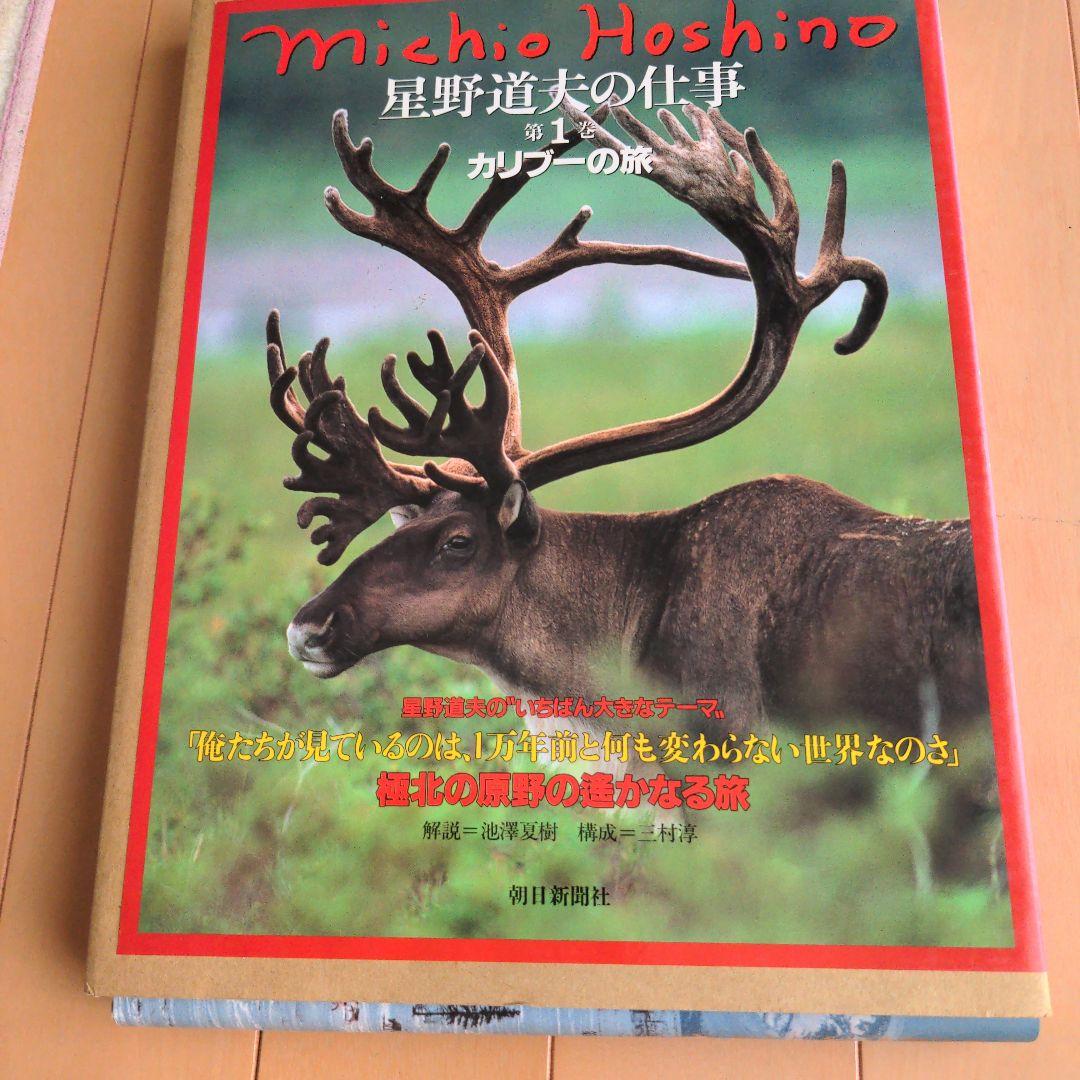 Michio Hoshino
星野道夫の仕事
第1巻
カリブーの旅
星野道夫の〝いちばん大きなテーマ〟
「俺たちが見ているのは、1万年前と何も変わらない世界なのさ」
極北の原野の遙かなる旅
解説=池澤夏樹 構成=三村淳
朝日新聞社